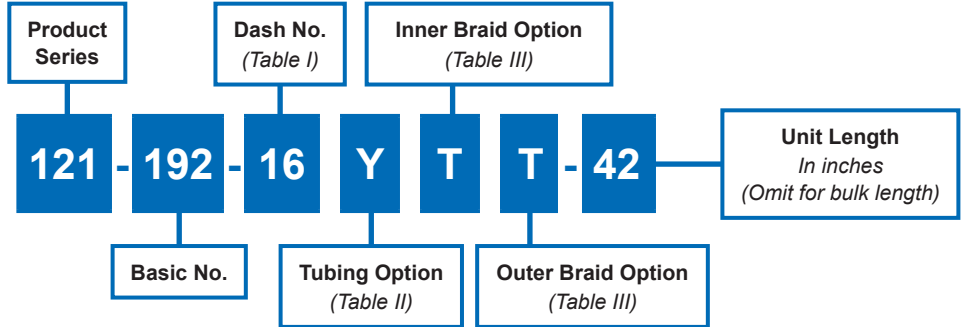 Product
Series
Dash No.
(Table I)
Inner Braid Option
(Table III)
121 - 192 - 16 Y T T - 42
Unit Length
In inches
(Omit for bulk length)
Basic No.
Tubing Option
(Table II)
Outer Braid Option
(Table III)